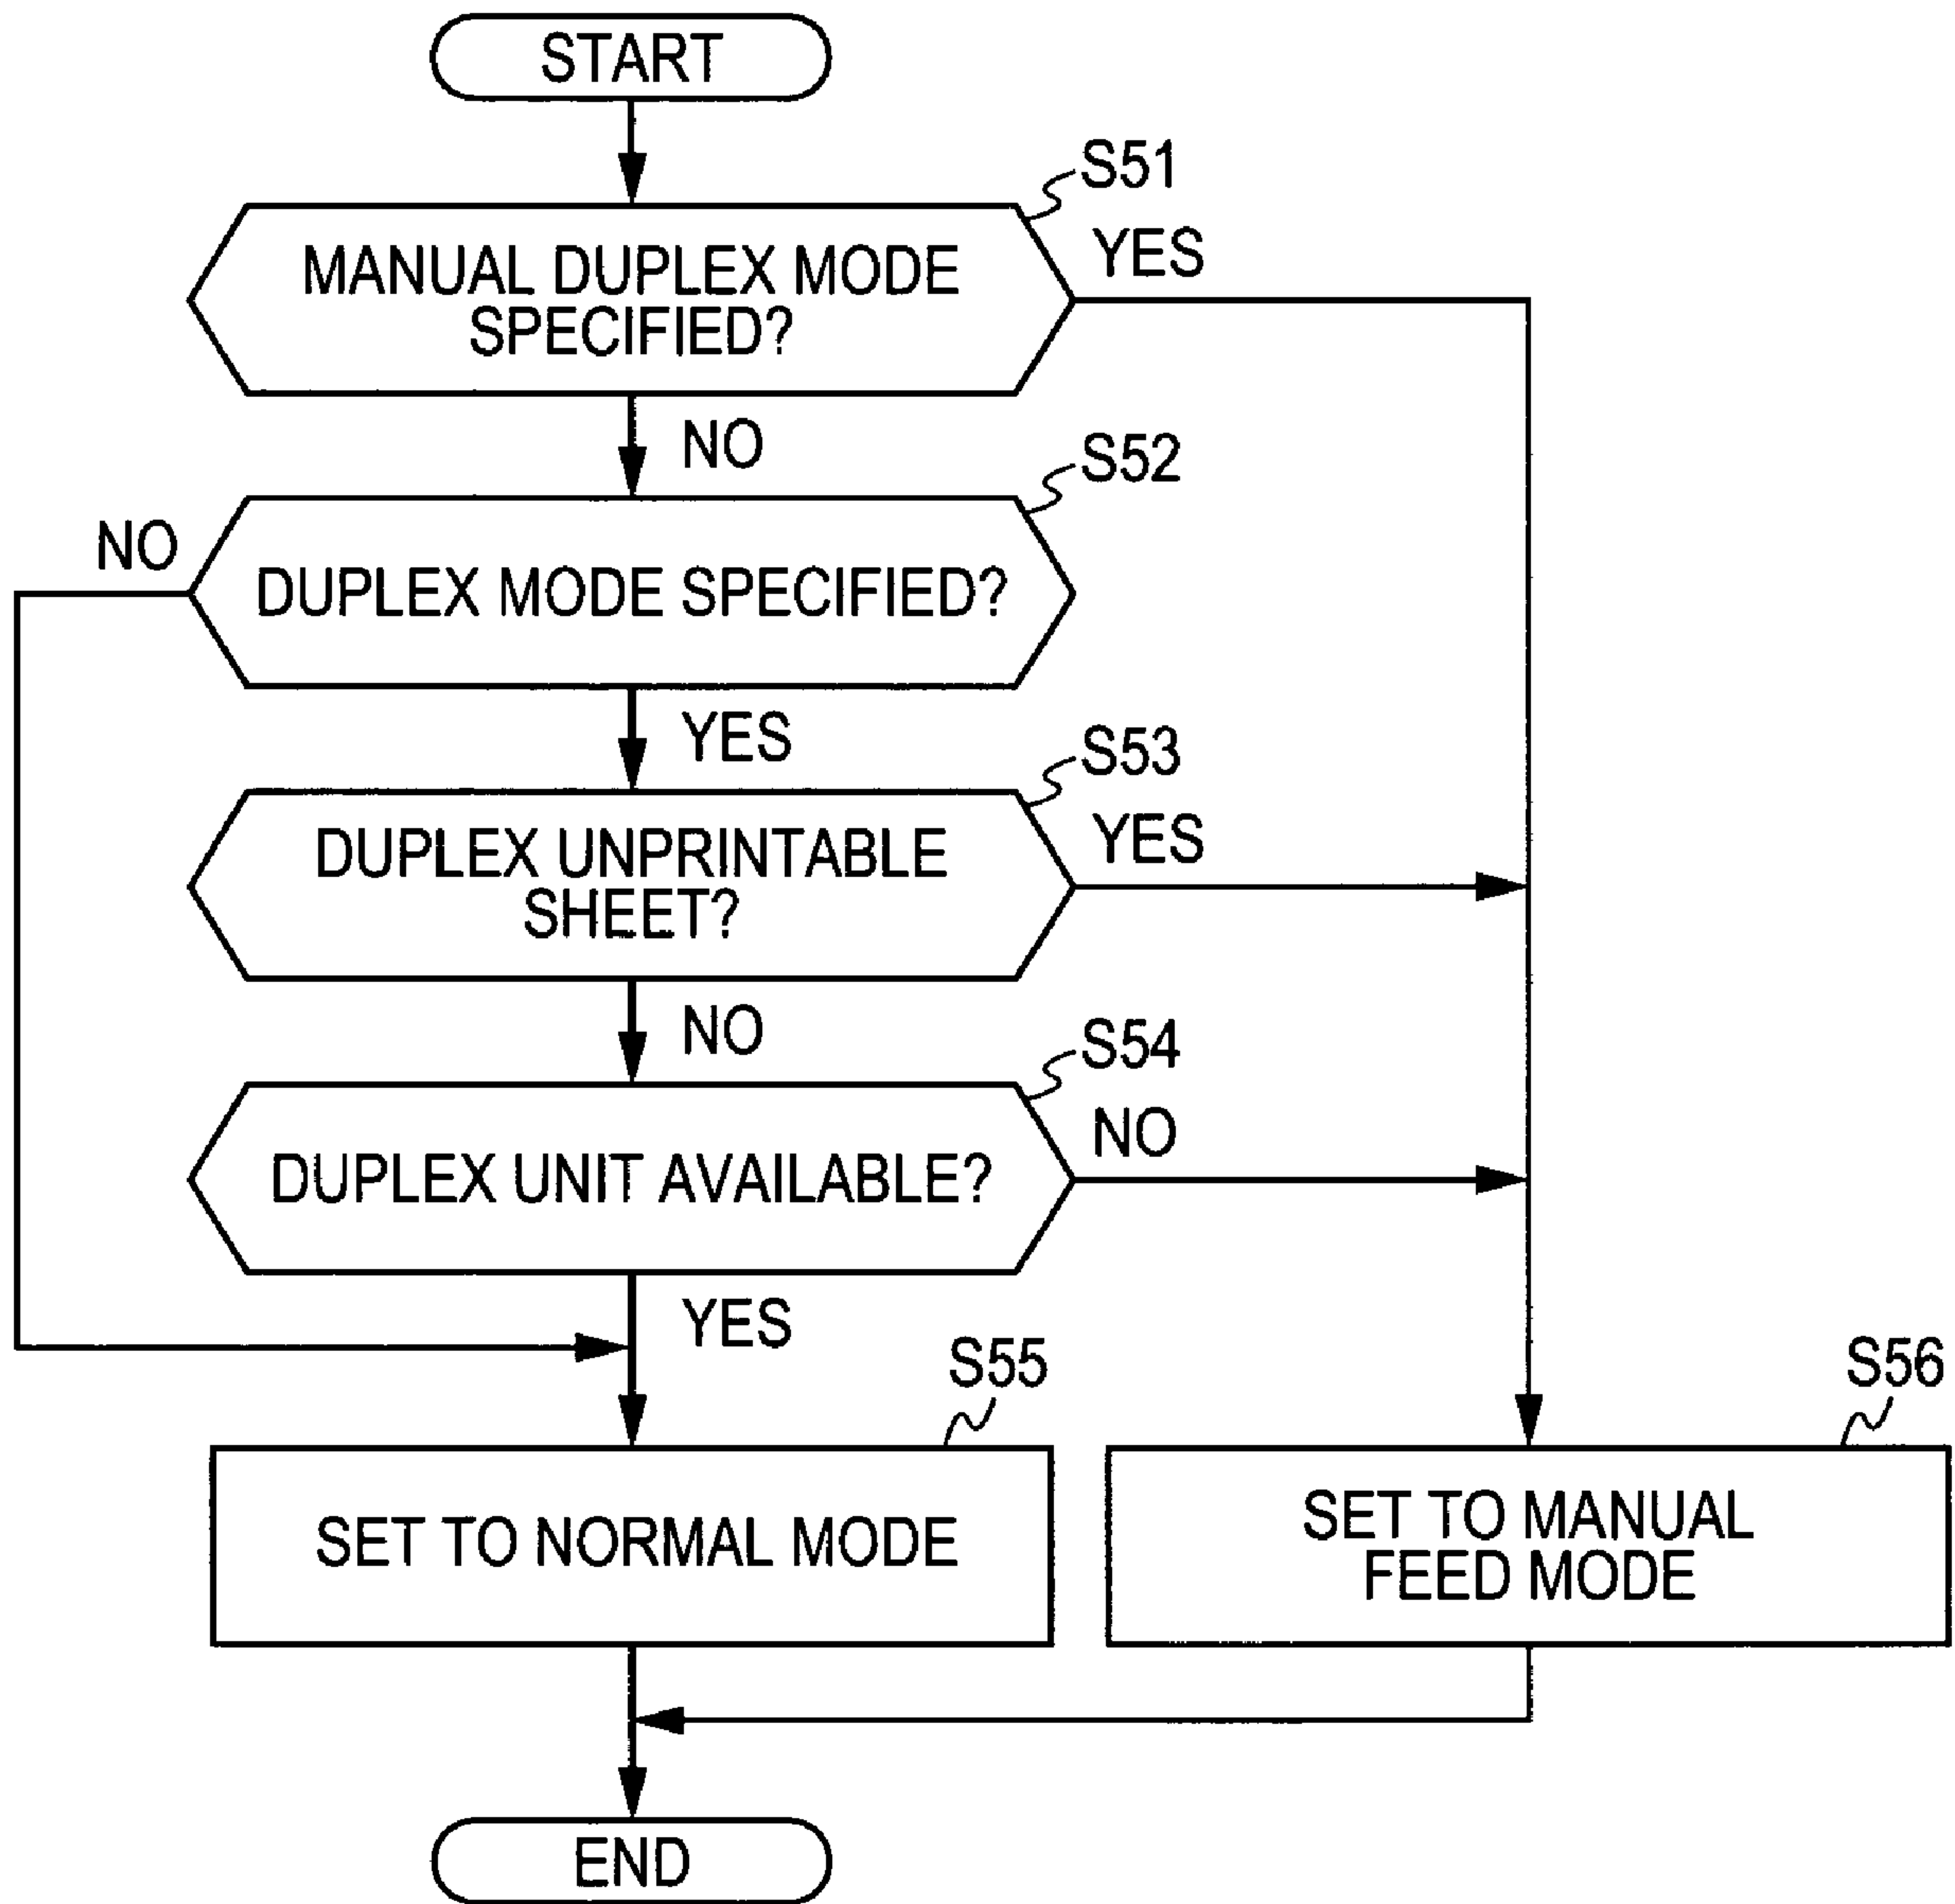 START
S51
MANUAL DUPLEX MODE
SPECIFIED?
YES
NO
S52
NO
DUPLEX MODE SPECIFIED?
YES
S53
DUPLEX UNPRINTABLE
SHEET?
YES
NO
S54
DUPLEX UNIT AVAILABLE?
NO
YES
S55
SET TO NORMAL MODE
S56
SET TO MANUAL
FEED MODE
END